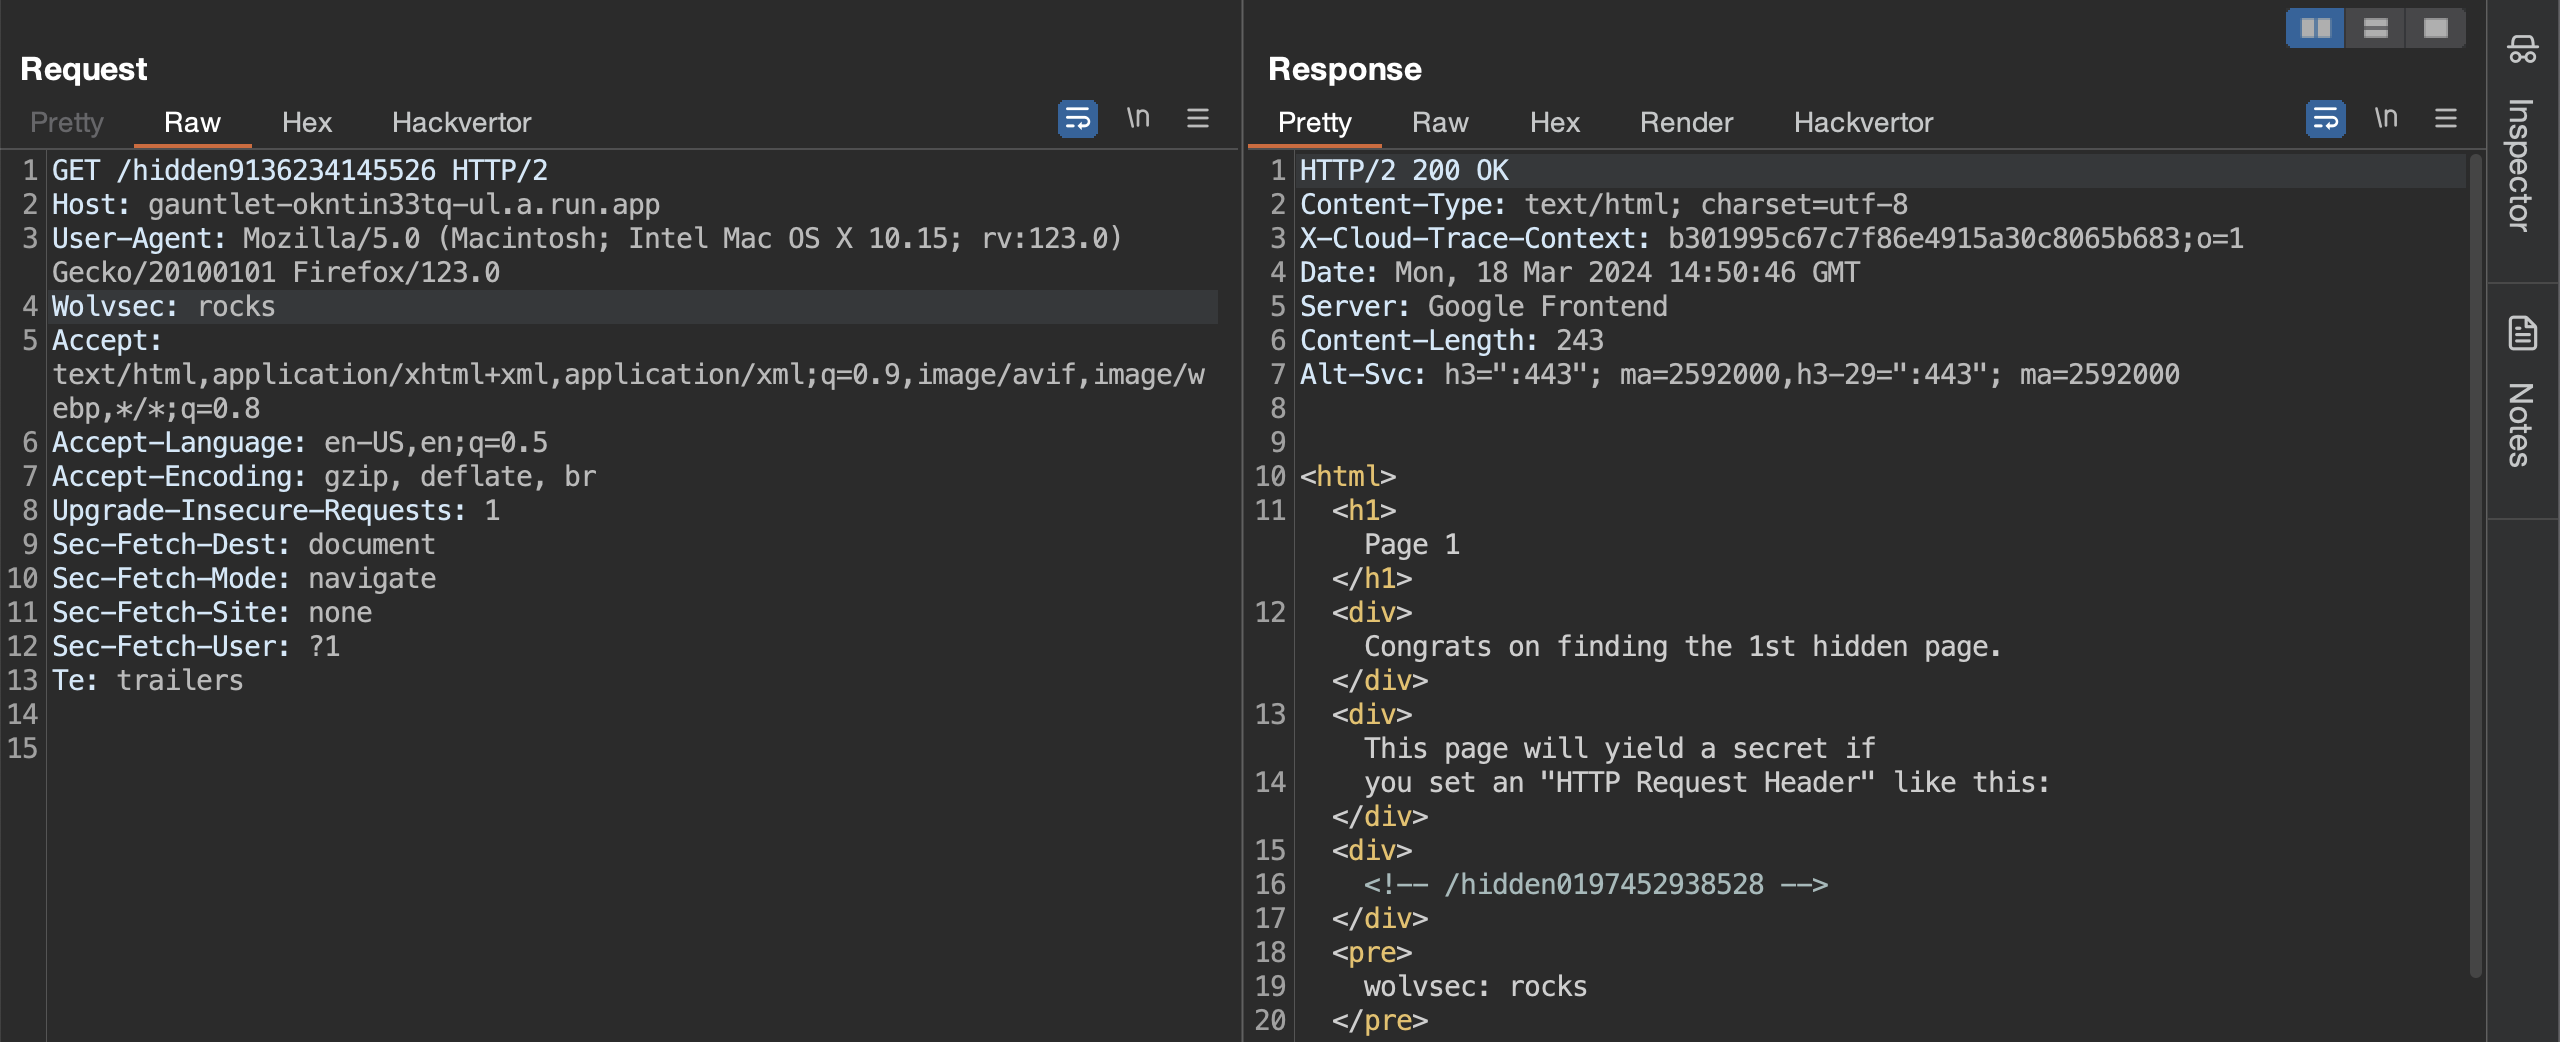 Request
Pretty Raw Hex Hackvertor \n
1 GET /hidden9136234145526 HTTP/2
2 Host: gauntlet-okntin33tq-ul.a.run.app
3 User-Agent: Mozilla/5.0 (Macintosh; Intel Mac OS X 10.15; rv:123.0)
Gecko/20100101 Firefox/123.0
4 Wolvsec: rocks
5 Accept:
text/html,application/xhtml+xml,application/xml;q=0.9,image/avif,image/w
ebp,*/*;q=0.8
6 Accept-Language: en-US,en;q=0.5
7 Accept-Encoding: gzip, deflate, br
8 Upgrade-Insecure-Requests: 1
9 Sec-Fetch-Dest: document
10 Sec-Fetch-Mode: navigate
11 Sec-Fetch-Site: none
12 Sec-Fetch-User: ?1
13 Te: trailers
14
15
Response
Pretty Raw Hex Render Hackvertor \n
1 HTTP/2 200 OK
2 Content-Type: text/html; charset=utf-8
3 X-Cloud-Trace-Context: b301995c67c7f86e4915a30c8065b683;o=1
4 Date: Mon, 18 Mar 2024 14:50:46 GMT
5 Server: Google Frontend
6 Content-Length: 243
7 Alt-Svc: h3=":443"; ma=2592000,h3-29=":443"; ma=2592000
8
9
10 <html>
11 <h1>
Page 1
</h1>
12 <div>
Congrats on finding the 1st hidden page.
</div>
13 <div>
This page will yield a secret if
14 you set an "HTTP Request Header" like this:
</div>
15 <div>
16 <!-- /hidden0197452938528 -->
17 </div>
18 <pre>
19 wolvsec: rocks
20 </pre>
Inspector
Notes